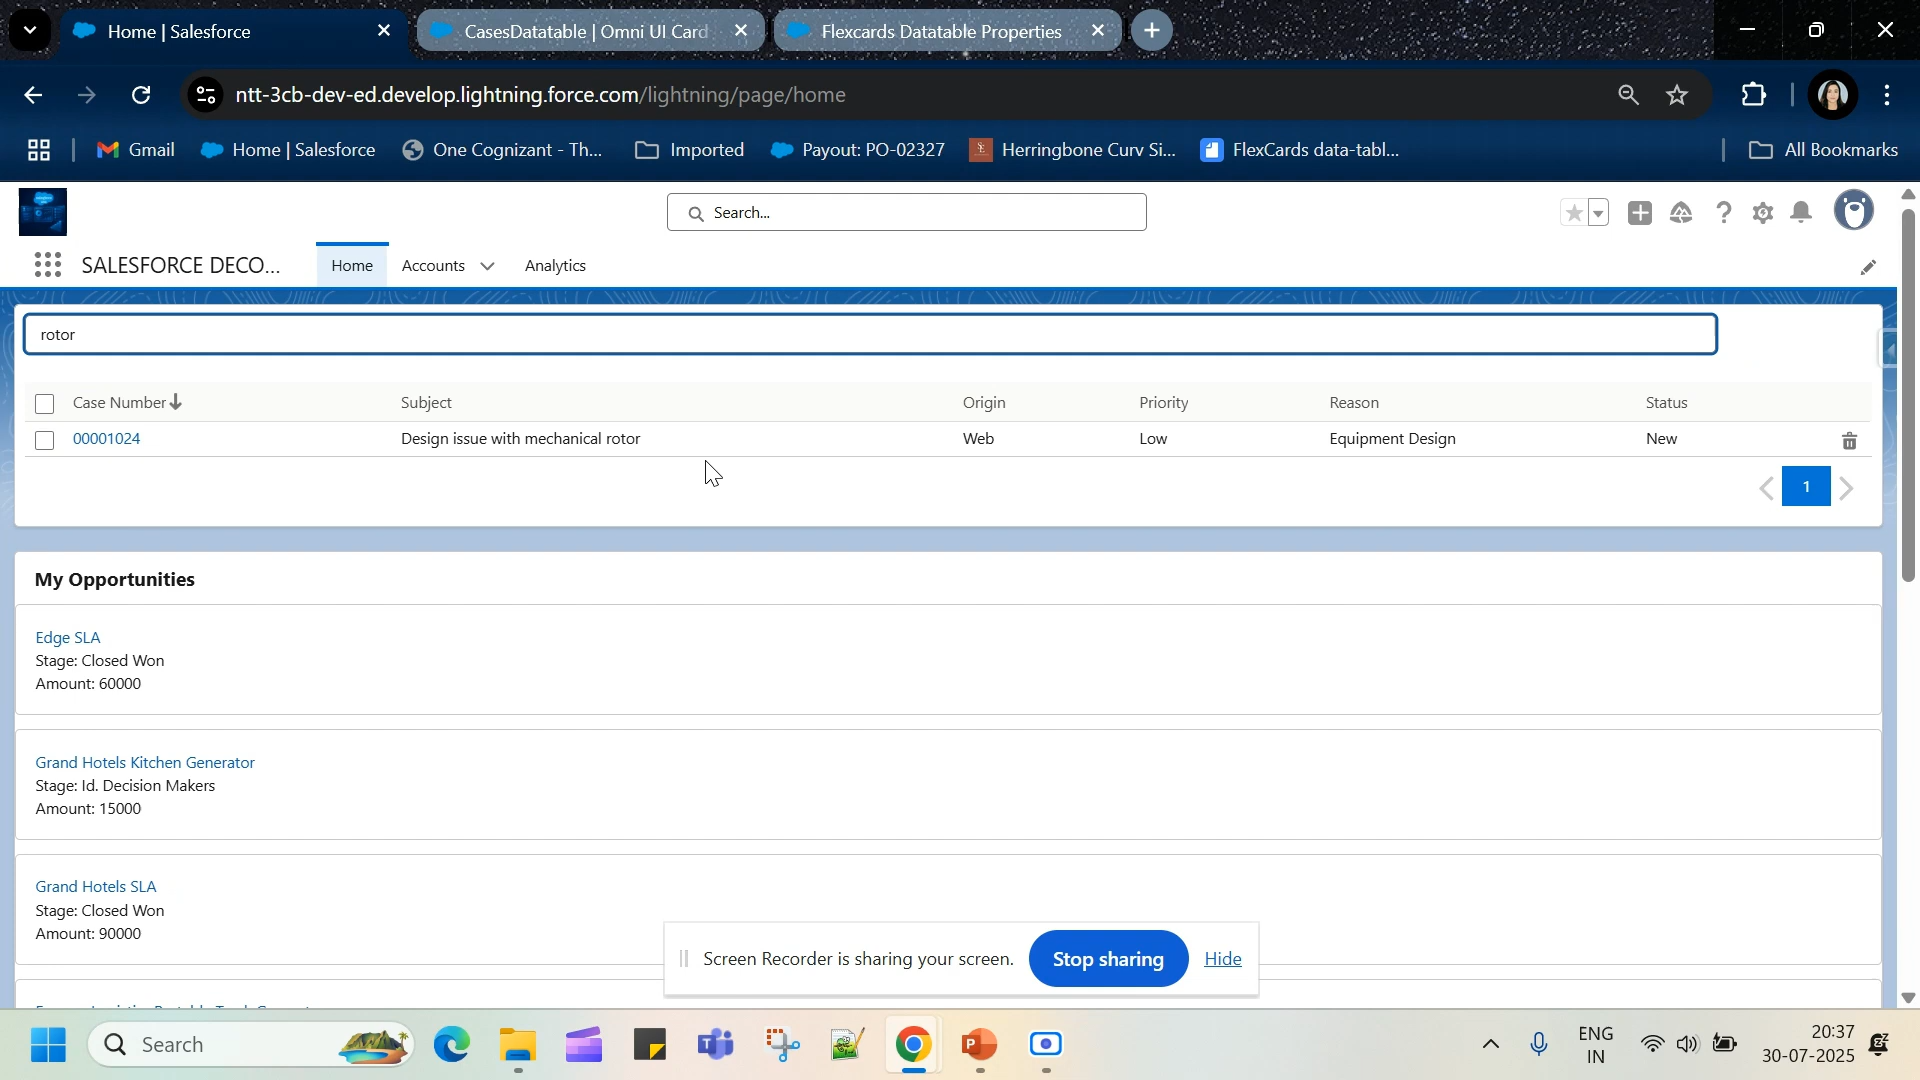 Home | Salesforce
CasesDatatable | Omni UI Card
Flexcards Datatable Properties
ntt-3cb-dev-ed.develop.lightning.force.com/lightning/page/home
Gmail
Home | Salesforce
One Cognizant - Th...
Imported
Payout: PO-02327
Herringbone Curv Si...
FlexCards data-tabl...
All Bookmarks
Search...
SALESFORCE DECO...
Home
Accounts
Analytics
rotor
Case Number Subject Origin Priority Reason Status
00001024 Design issue with mechanical rotor Web Low Equipment Design New
1
My Opportunities
Edge SLA
Stage: Closed Won
Amount: 60000
Grand Hotels Kitchen Generator
Stage: Id. Decision Makers
Amount: 15000
Grand Hotels SLA
Stage: Closed Won
Amount: 90000
Screen Recorder is sharing your screen.
Stop sharing
Hide
Search
ENG
IN
20:37
30-07-2025